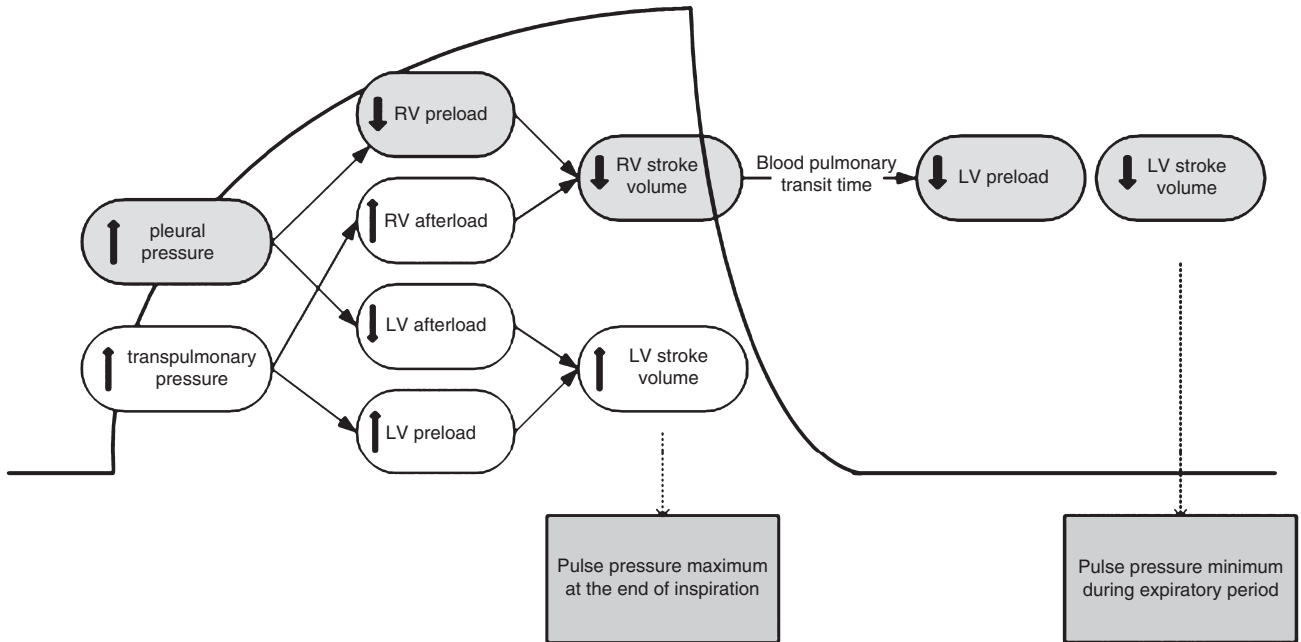 RV preload
RV afterload
LV afterload
LV preload
pleural
pressure
transpulmonary
pressure
RV stroke
volume
LV stroke
volume
Blood pulmonary
transit time
LV preload
LV stroke
volume
Pulse pressure maximum
at the end of inspiration
Pulse pressure minimum
during expiratory period